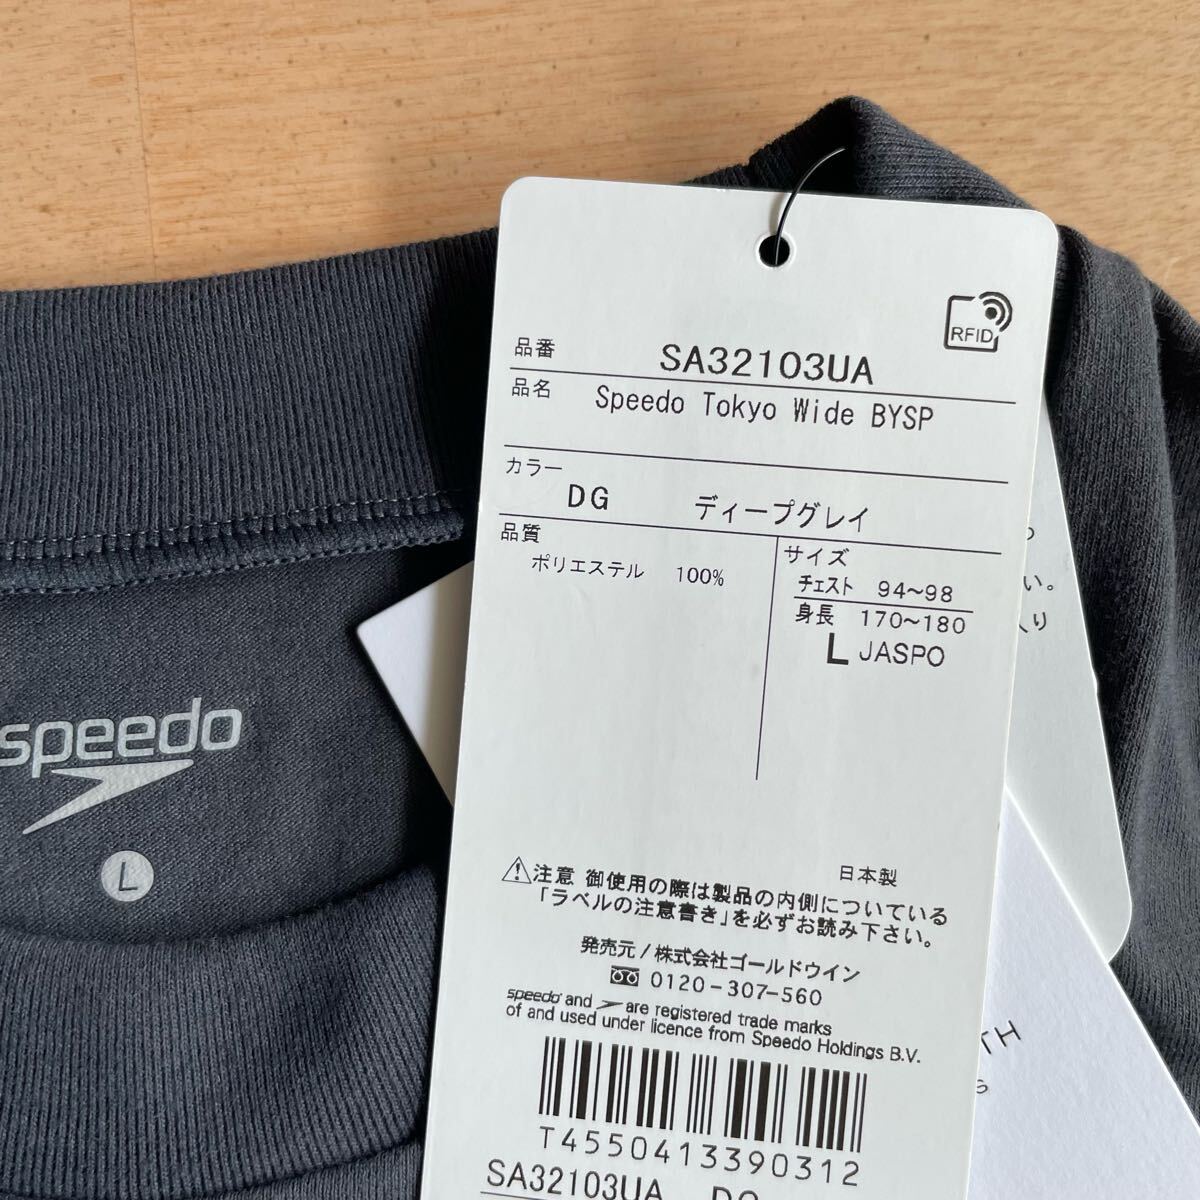 RFID
品番 SA32103UA
品名 Speedo Tokyo Wide BYSP
カラー
DG ディープグレイ
品質
ポリエステル 100%
サイズ
チェスト 94~98
身長 170~180
L JASPO
日本製
⚠注意 御使用の際は製品の内側についている
「ラベルの注意書き」を必ずお読み下さい。
発売元/株式会社ゴールドウイン
0120-307-560
speedo and are registered trade marks
of and used under licence from Speedo Holdings B.V.
T4550413390312
SA32103UA
speedo
L
い。
TH